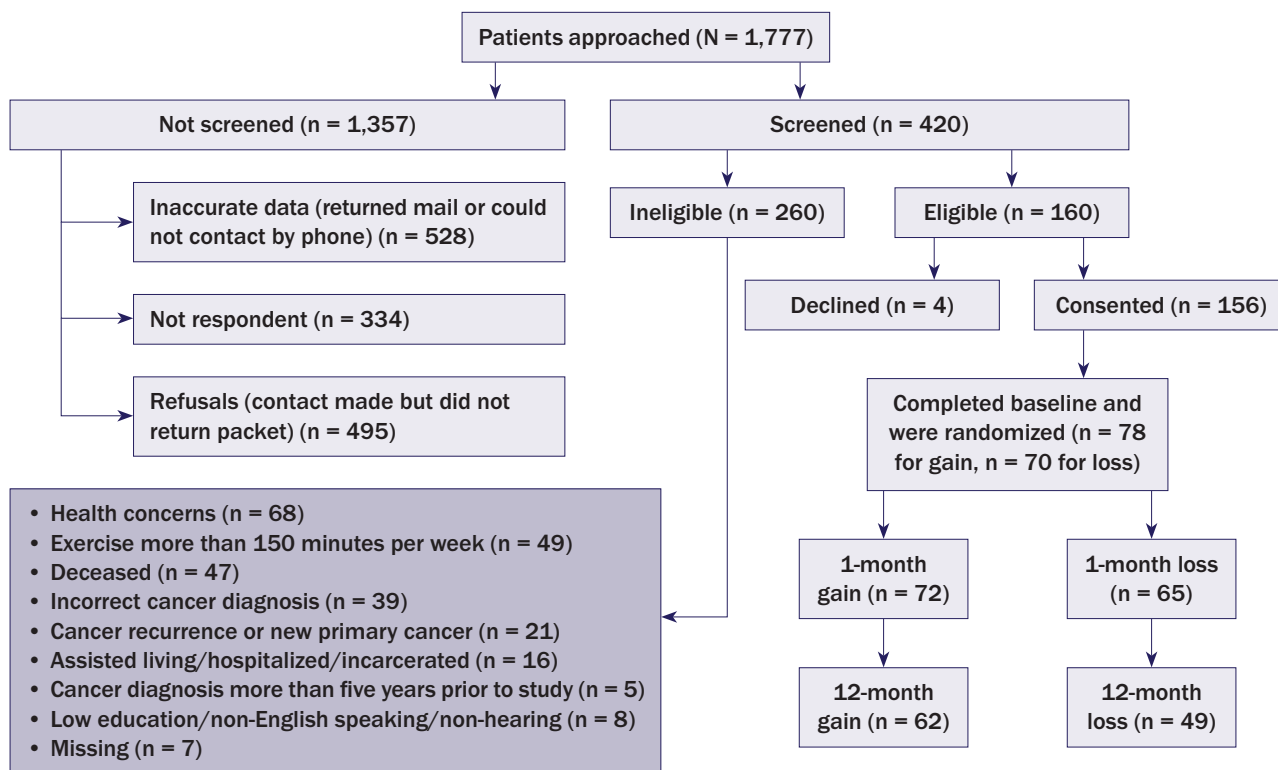 Patients approached (N = 1,777)
Not screened (n = 1,357)
Screened (n = 420)
Inaccurate data (returned mail or could
not contact by phone) (n = 528)
Not respondent (n = 334)
Refusals (contact made but did not
return packet) (n = 495)
Ineligible (n = 260)
Eligible (n = 160)
Declined (n = 4)
Consented (n = 156)
Completed baseline and
were randomized (n = 78
for gain, n = 70 for loss)
• Health concerns (n = 68)
• Exercise more than 150 minutes per week (n = 49)
• Deceased (n = 47)
• Incorrect cancer diagnosis (n = 39)
• Cancer recurrence or new primary cancer (n = 21)
• Assisted living/hospitalized/incarcerated (n = 16)
• Cancer diagnosis more than five years prior to study (n = 5)
• Low education/non-English speaking/non-hearing (n = 8)
• Missing (n = 7)
1-month
gain (n = 72)
1-month loss
(n = 65)
12-month
gain (n = 62)
12-month
loss (n = 49)